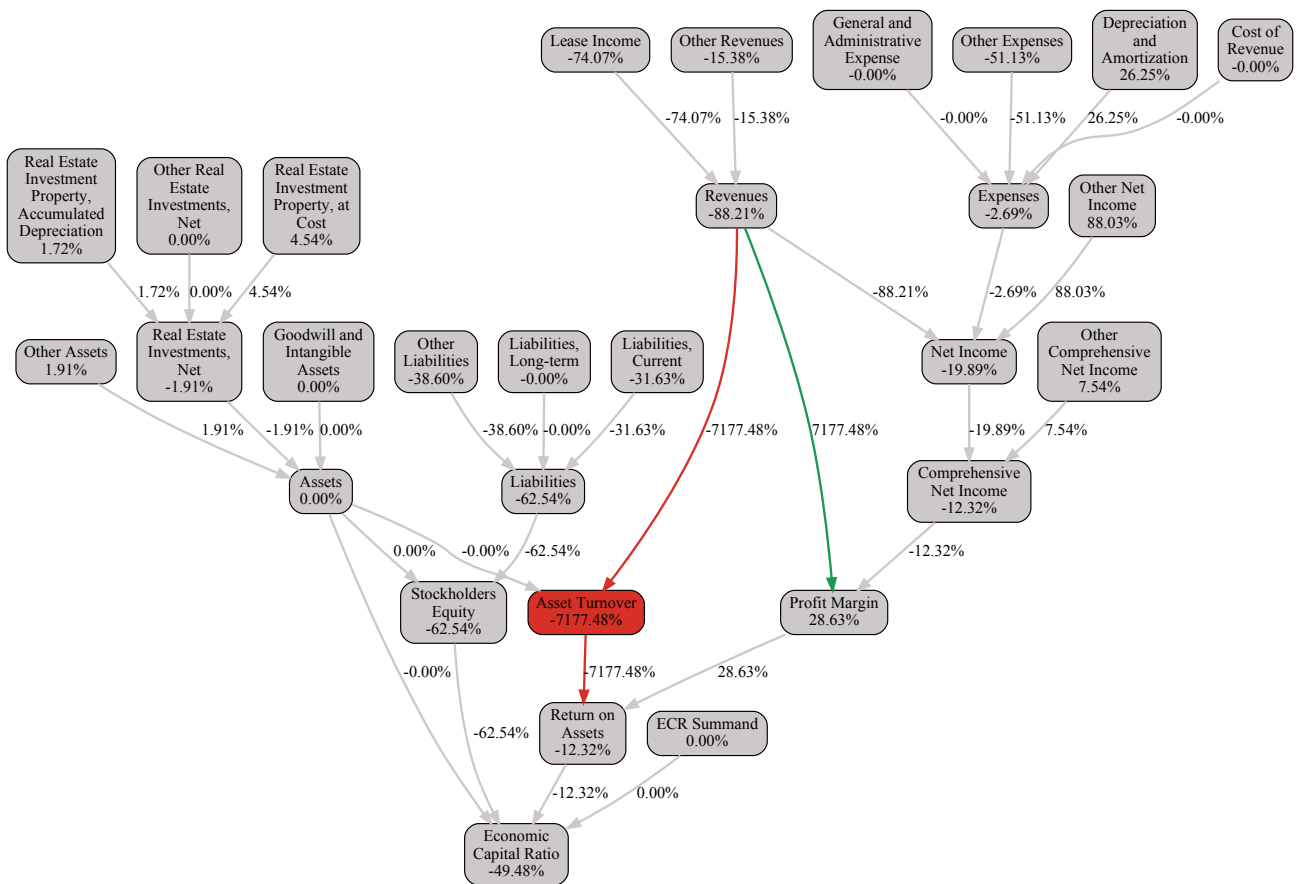 Lease Income
-74.07%
Other Revenues
-15.38%
General and
Administrative
Expense
-0.00%
Other Expenses
-51.13%
Depreciation
and
Amortization
26.25%
Cost of
Revenue
-0.00%
-74.07%
-15.38%
-0.00%
-51.13%
26.25%
-0.00%
Real Estate
Investment
Property,
Accumulated
Depreciation
1.72%
Other Real
Estate
Investments,
Net
0.00%
Real Estate
Investment
Property, at
Cost
4.54%
Revenues
-88.21%
Expenses
-2.69%
Other Net
Income
88.03%
1.72%
0.00%
4.54%
-88.21%
-2.69%
88.03%
Other Assets
1.91%
Real Estate
Investments,
Net
-1.91%
Goodwill and
Intangible
Assets
0.00%
Other
Liabilities
-38.60%
Liabilities,
Long-term
-0.00%
Liabilities,
Current
-31.63%
Net Income
-19.89%
Other
Comprehensive
Net Income
7.54%
1.91%
-1.91%
0.00%
-38.60%
-0.00%
-31.63%
-7177.48%
7177.48%
-19.89%
7.54%
Assets
0.00%
Liabilities
-62.54%
Comprehensive
Net Income
-12.32%
0.00%
-0.00%
-62.54%
-12.32%
Stockholders
Equity
-62.54%
Asset Turnover
-7177.48%
Profit Margin
28.63%
-0.00%
-7177.48%
28.63%
Return on
Assets
-12.32%
ECR Summand
0.00%
-62.54%
-12.32%
0.00%
Economic
Capital Ratio
-49.48%